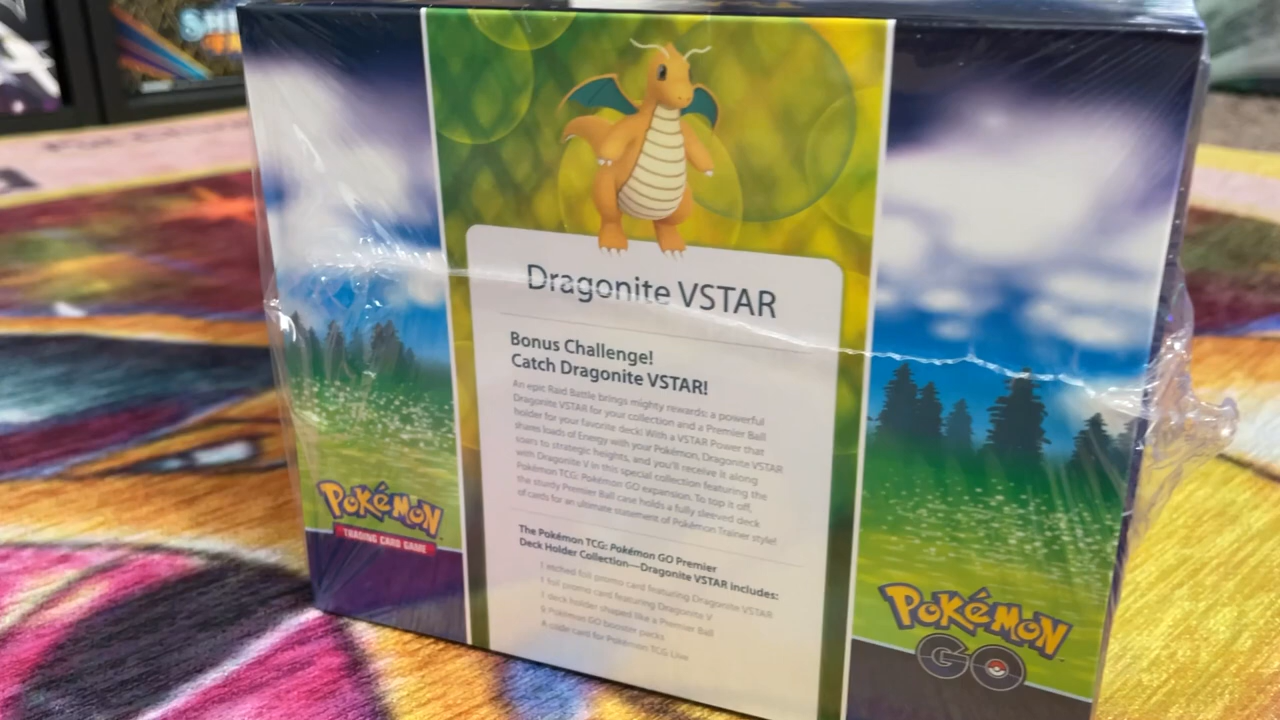 Dragonite VSTAR
Bonus Challenge!
Catch Dragonite VSTAR!
An epic Raid Battle brings mighty rewards: a powerful
Dragonite VSTAR for your collection and a Premier Ball
holder for your favorite deck! With a VSTAR Power that
shares loads of Energy with your Pokémon, Dragonite VSTAR
soars to strategic heights, and you'll receive it along
with Dragonite V in this special collection featuring the
Pokémon TCG: Pokémon GO expansion. To top it off,
the sturdy Premier Ball case holds a fully sleeved deck
of cards for an ultimate statement of Pokémon Trainer style!
The Pokémon TCG: Pokémon GO Premier
Deck Holder Collection—Dragonite VSTAR includes:
1 etched foil promo card featuring Dragonite VSTAR
1 foil promo card featuring Dragonite V
1 deck holder shaped like a Premier Ball
9 Pokémon GO booster packs
A code card for Pokémon TCG Live
POKéMON
TRADING CARD GAME
POKéMON
GO